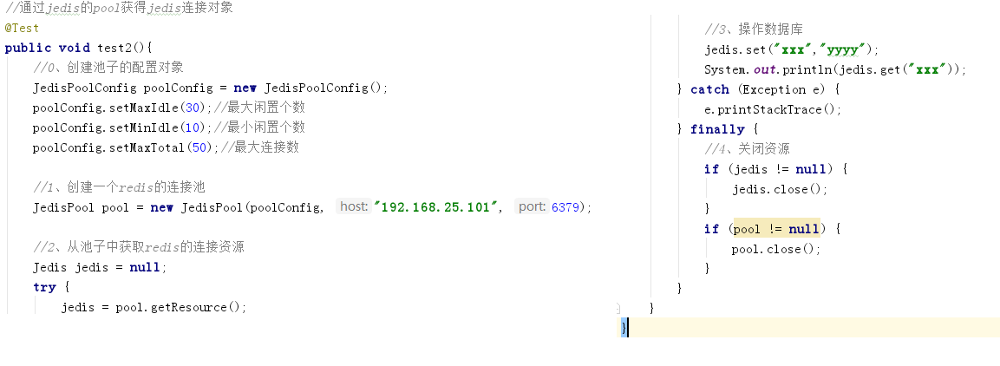 //通过jedis的pool获得jedis连接对象
@Test
public void test2(){
//0、创建池子的配置对象
JedisPoolConfig poolConfig = new JedisPoolConfig();
poolConfig.setMaxIdle(30);//最大闲置个数
poolConfig.setMinIdle(10);//最小闲置个数
poolConfig.setMaxTotal(50);//最大连接数
//1、创建一个redis的连接池
JedisPool pool = new JedisPool(poolConfig, host: "192.168.25.101", port: 6379);
//2、从池子中获取redis的连接资源
Jedis jedis = null;
try {
jedis = pool.getResource();
//3、操作数据库
jedis.set("xxx","yyyy");
System.out.println(jedis.get("xxx"));
} catch (Exception e) {
e.printStackTrace();
} finally {
//4、关闭资源
if (jedis != null) {
jedis.close();
}
if (pool != null) {
pool.close();
}
}
}
}